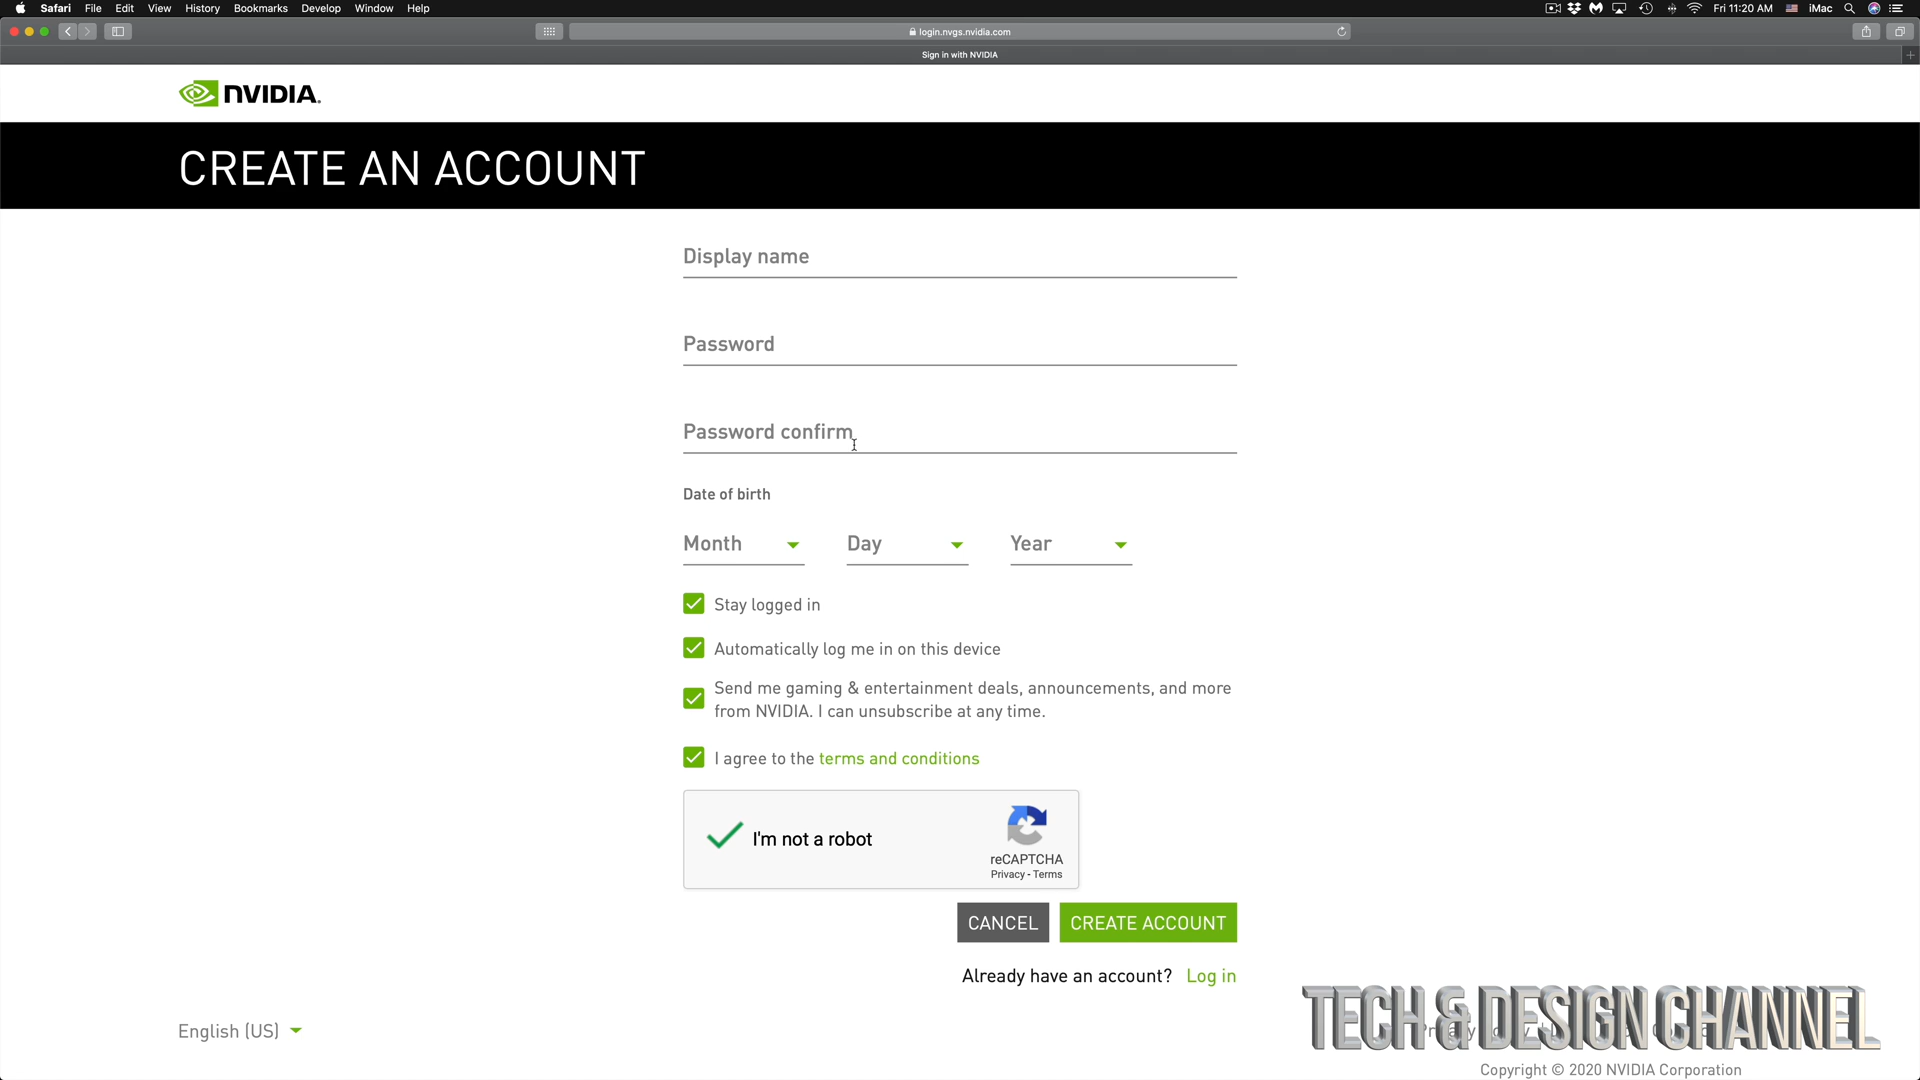 Safari File Edit View History Bookmarks Develop Window Help
Fri 11:20 AM iMac
login.nvgs.nvidia.com
Sign in with NVIDIA
NVIDIA.
CREATE AN ACCOUNT
Display name
Password
Password confirm
Date of birth
Month Day Year
Stay logged in
Automatically log me in on this device
Send me gaming & entertainment deals, announcements, and more
from NVIDIA. I can unsubscribe at any time.
I agree to the terms and conditions
I'm not a robot
reCAPTCHA
Privacy - Terms
CANCEL CREATE ACCOUNT
Already have an account? Log in
TECH & DESIGN CHANNEL
English (US)
Copyright © 2020 NVIDIA Corporation